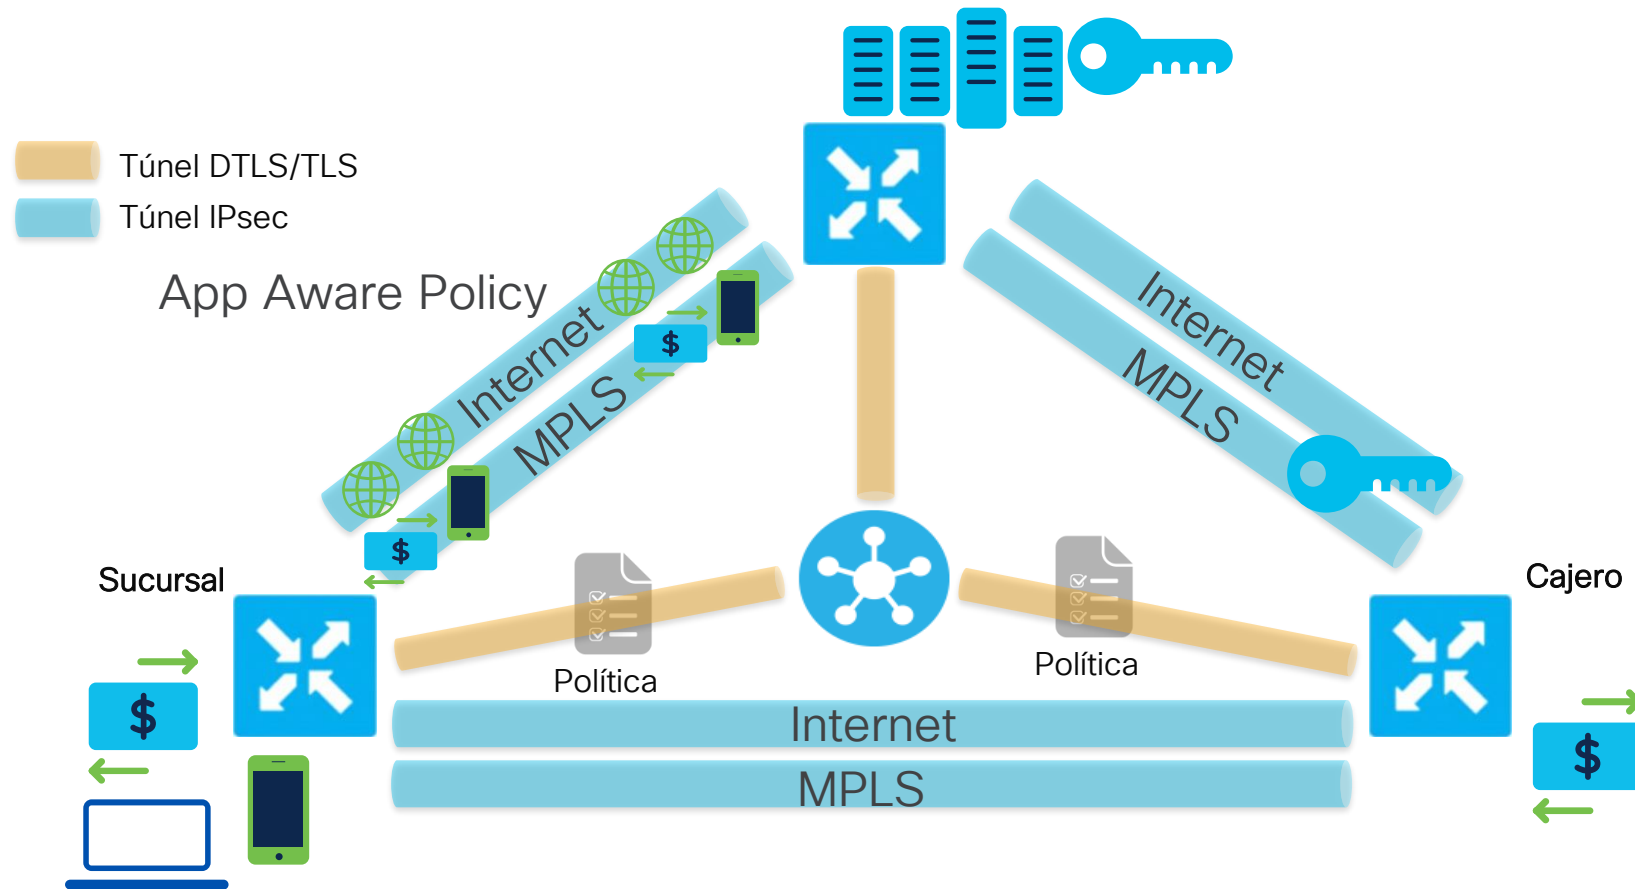 Túnel DTLS/TLS
Túnel IPsec
App Aware Policy
Internet
MPLS
$
$
Internet
MPLS
Sucursal
Cajero
Política
Política
$
$
Internet
MPLS